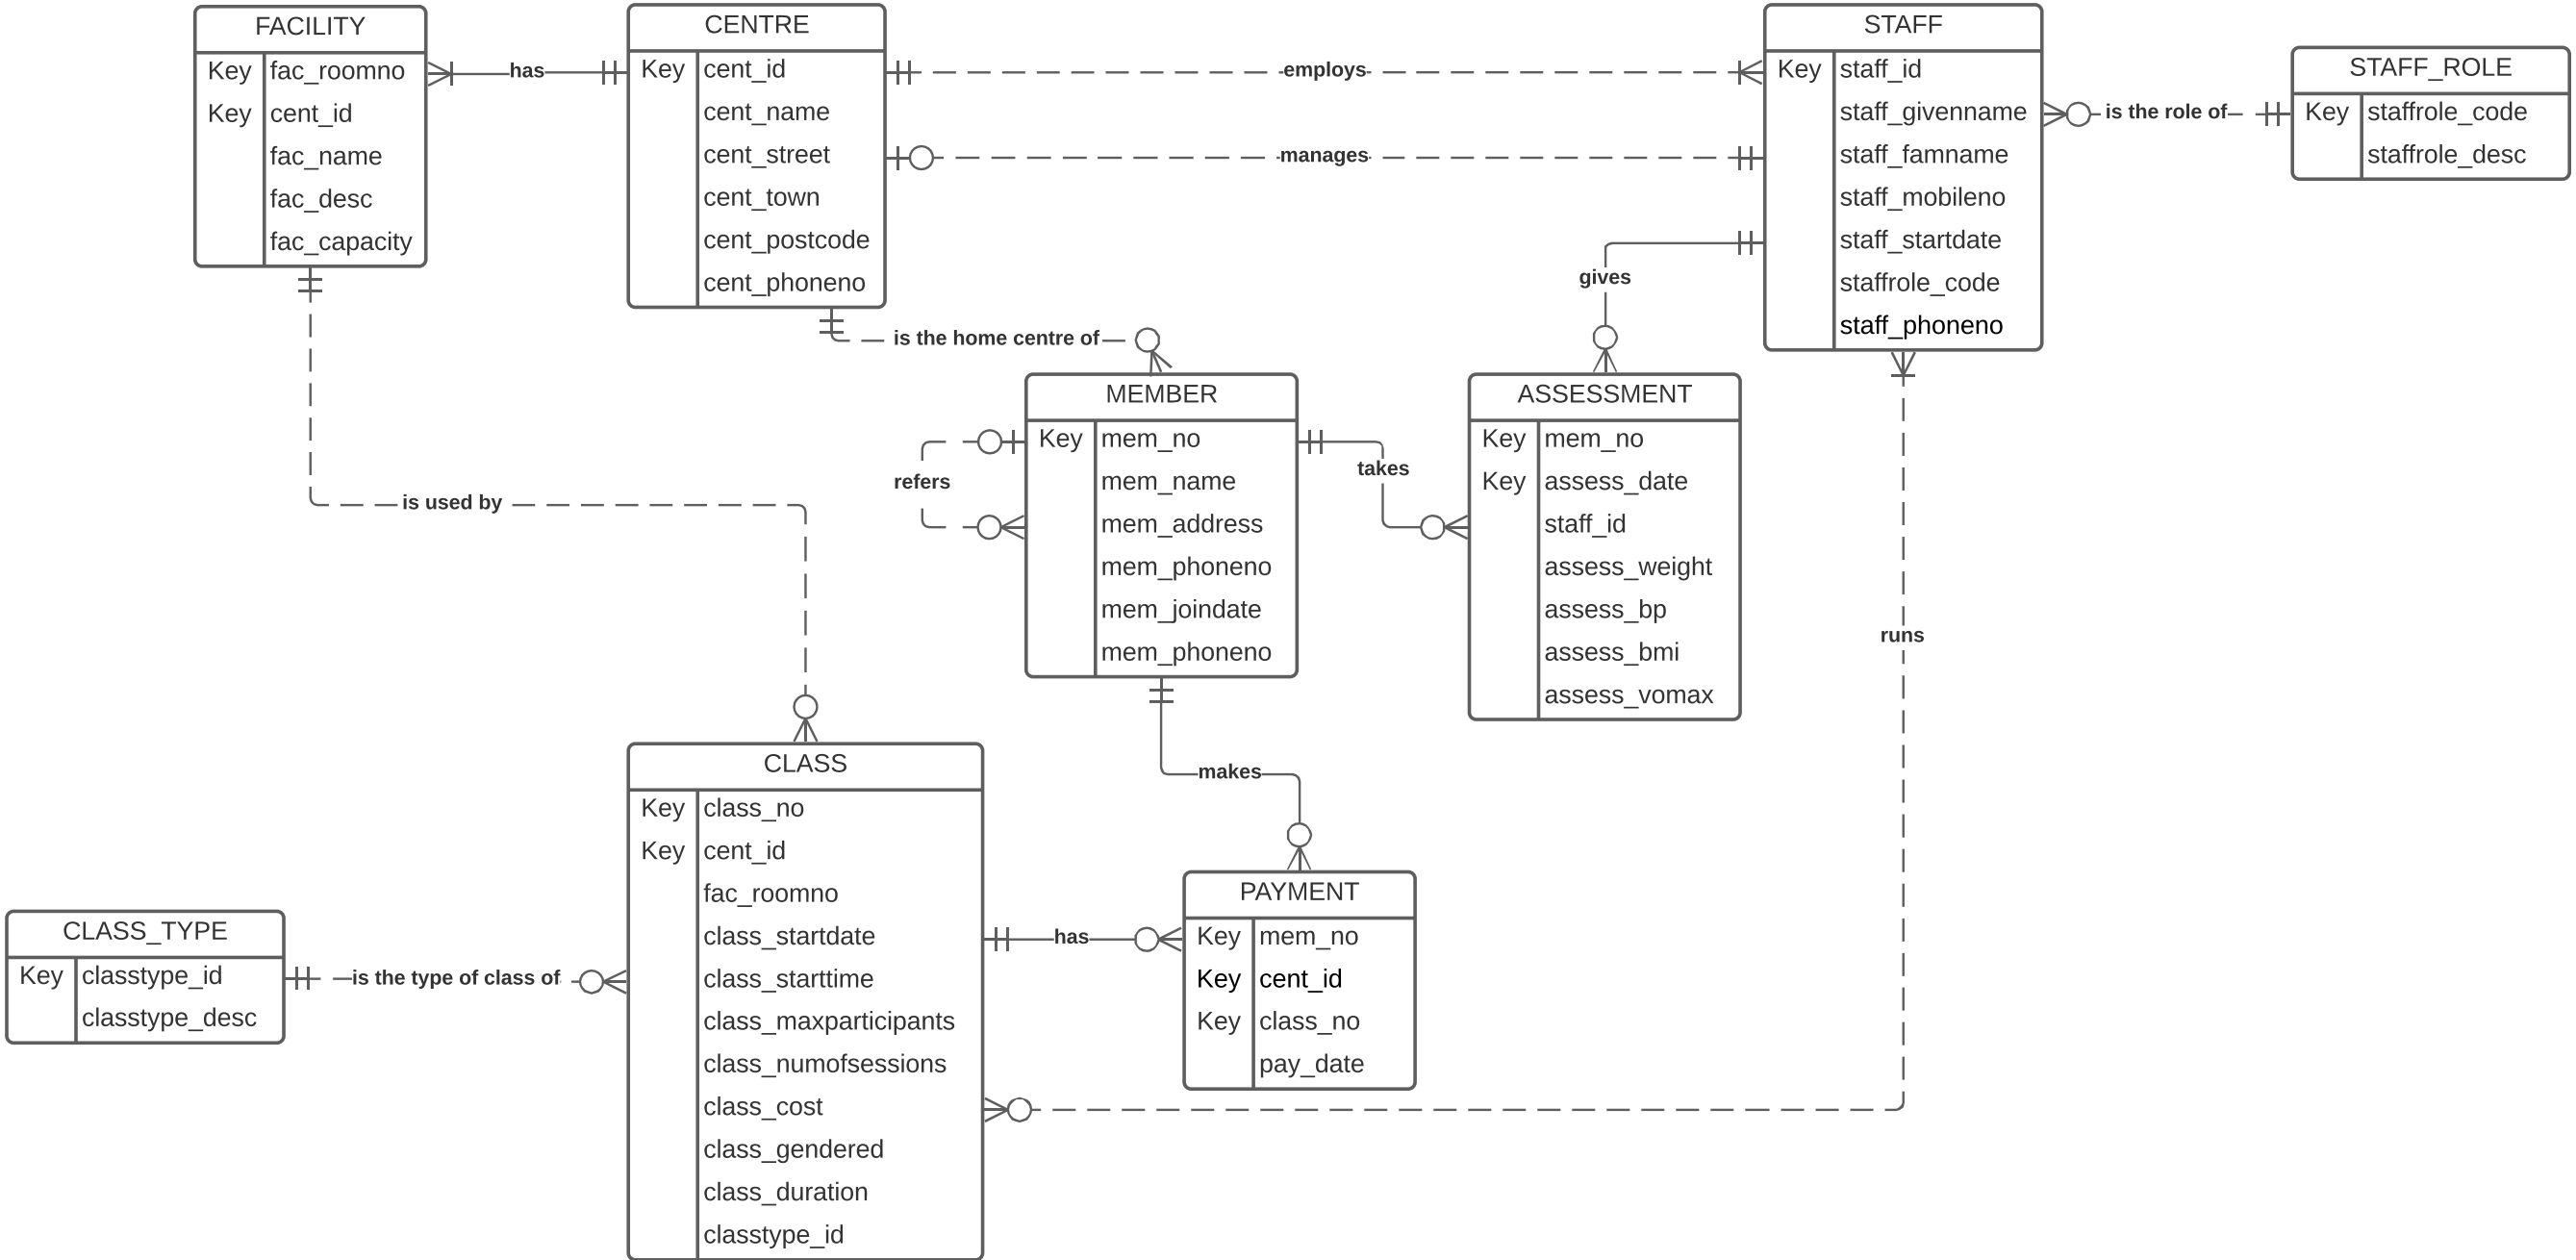 FACILITY
Key fac_roomno
Key cent_id
fac_name
fac_desc
fac_capacity
has
CENTRE
Key cent_id
cent_name
cent_street
cent_town
cent_postcode
cent_phoneno
employs
manages
STAFF
Key staff_id
staff_givenname
staff_famname
staff_mobileno
staff_startdate
staffrole_code
staff_phoneno
is the role of
STAFF_ROLE
Key staffrole_code
staffrole_desc
gives
is the home centre of
MEMBER
Key mem_no
mem_name
mem_address
mem_phoneno
mem_joindate
mem_phoneno
refers
takes
ASSESSMENT
Key mem_no
Key assess_date
staff_id
assess_weight
assess_bp
assess_bmi
assess_vomax
is used by
runs
makes
CLASS
Key class_no
Key cent_id
fac_roomno
class_startdate
class_starttime
class_maxparticipants
class_numofsessions
class_cost
class_gendered
class_duration
classtype_id
has
PAYMENT
Key mem_no
Key cent_id
Key class_no
pay_date
CLASS_TYPE
Key classtype_id
classtype_desc
is the type of class of